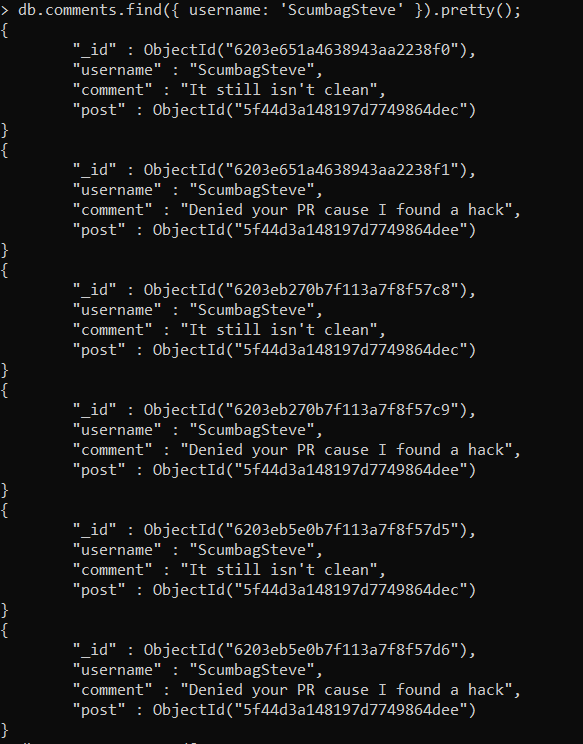 > db.comments.find({ username: 'ScumbagSteve' }).pretty();
{
"_id" : ObjectId("6203e651a4638943aa2238f0"),
"username" : "ScumbagSteve",
"comment" : "It still isn't clean",
"post" : ObjectId("5f44d3a148197d7749864dec")
}
{
"_id" : ObjectId("6203e651a4638943aa2238f1"),
"username" : "ScumbagSteve",
"comment" : "Denied your PR cause I found a hack",
"post" : ObjectId("5f44d3a148197d7749864dee")
}
{
"_id" : ObjectId("6203eb270b7f113a7f8f57c8"),
"username" : "ScumbagSteve",
"comment" : "It still isn't clean",
"post" : ObjectId("5f44d3a148197d7749864dec")
}
{
"_id" : ObjectId("6203eb270b7f113a7f8f57c9"),
"username" : "ScumbagSteve",
"comment" : "Denied your PR cause I found a hack",
"post" : ObjectId("5f44d3a148197d7749864dee")
}
{
"_id" : ObjectId("6203eb5e0b7f113a7f8f57d5"),
"username" : "ScumbagSteve",
"comment" : "It still isn't clean",
"post" : ObjectId("5f44d3a148197d7749864dec")
}
{
"_id" : ObjectId("6203eb5e0b7f113a7f8f57d6"),
"username" : "ScumbagSteve",
"comment" : "Denied your PR cause I found a hack",
"post" : ObjectId("5f44d3a148197d7749864dee")
}